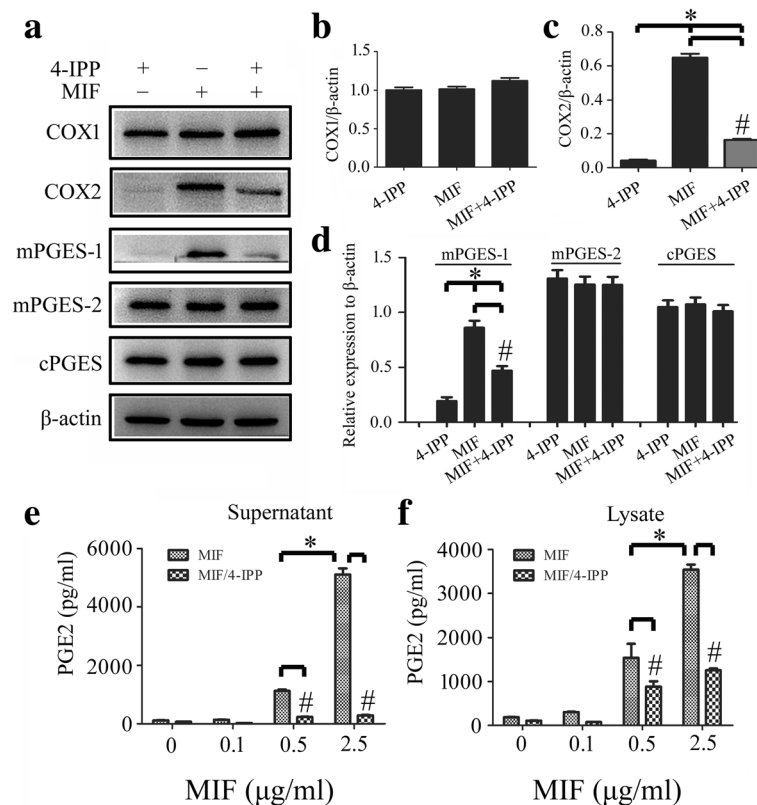 a
4-IPP + – +
MIF – + +
COX1
COX2
mPGES-1
mPGES-2
cPGES
β-actin
b
COX1/β-actin
1.5
1.0
0.5
0.0
4-IPP
MIF
MIF+4-IPP
c
COX2/β-actin
0.8
0.6
0.4
0.2
0.0
*
#
4-IPP
MIF
MIF+4-IPP
d
Relative expression to β-actin
1.5
1.0
0.5
0.0
mPGES-1 mPGES-2 cPGES
*
#
4-IPP MIF MIF+4-IPP 4-IPP MIF MIF+4-IPP 4-IPP MIF MIF+4-IPP
e
Supernatant
PGE2 (pg/ml)
6000
4000
2000
0
MIF
MIF/4-IPP
*
# #
0 0.1 0.5 2.5
MIF (μg/ml)
f
Lysate
PGE2 (pg/ml)
4000
3000
2000
1000
0
MIF
MIF/4-IPP
*
# #
0 0.1 0.5 2.5
MIF (μg/ml)